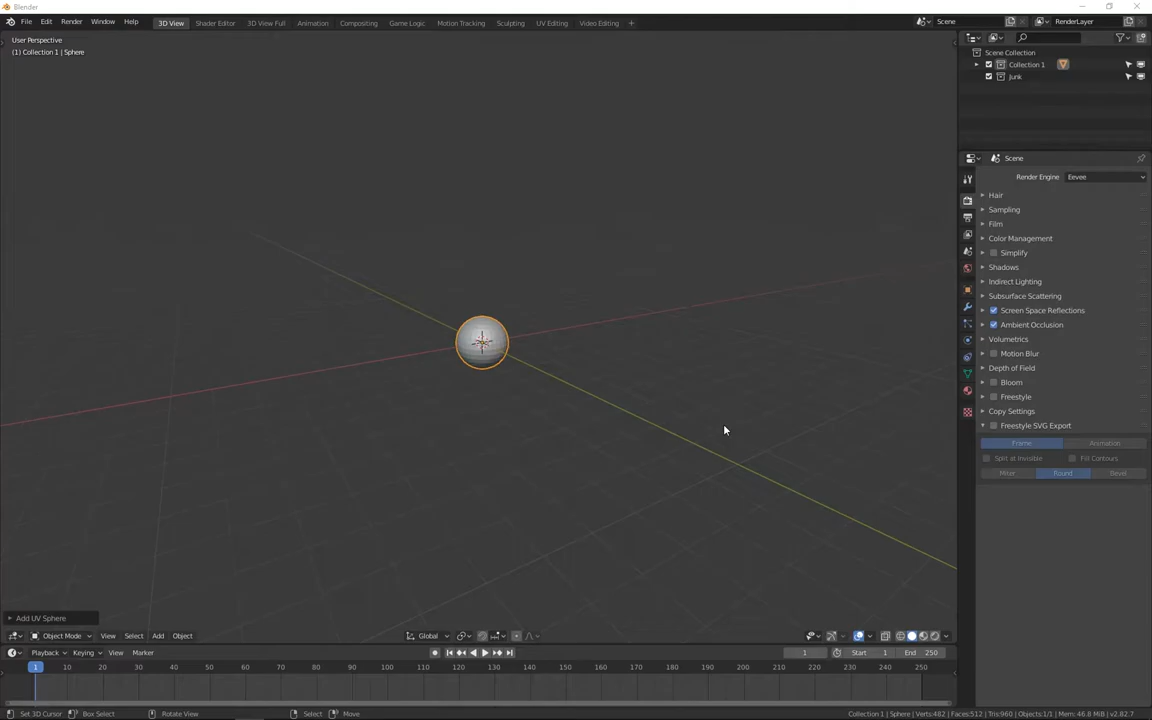 Blender
File Edit Render Window Help 3D View Shader Editor 3D View Full Animation Compositing Game Logic Motion Tracking Sculpting UV Editing Video Editing + Scene RenderLayer
User Perspective
(1) Collection 1 | Sphere
Scene Collection
Collection 1
Junk
Scene
Render Engine Eevee
Hair
Sampling
Film
Color Management
Simplify
Shadows
Indirect Lighting
Subsurface Scattering
Screen Space Reflections
Ambient Occlusion
Volumetrics
Motion Blur
Depth of Field
Bloom
Freestyle
Copy Settings
Freestyle SVG Export
Frame Animation
Split at Invisible Fill Contours
Miter Round Bevel
Add UV Sphere
Object Mode View Select Add Object Global
Playback Keying View Marker 1 Start 1 End 250
1 10 20 30 40 50 60 70 80 90 100 110 120 130 140 150 160 170 180 190 200 210 220 230 240 250
Set 3D Cursor Box Select Rotate View Select Move Collection 1 | Sphere | Verts:482 | Faces:512 | Tris:960 | Objects:1/1 | Mem: 46.8 MiB | v2.82.7